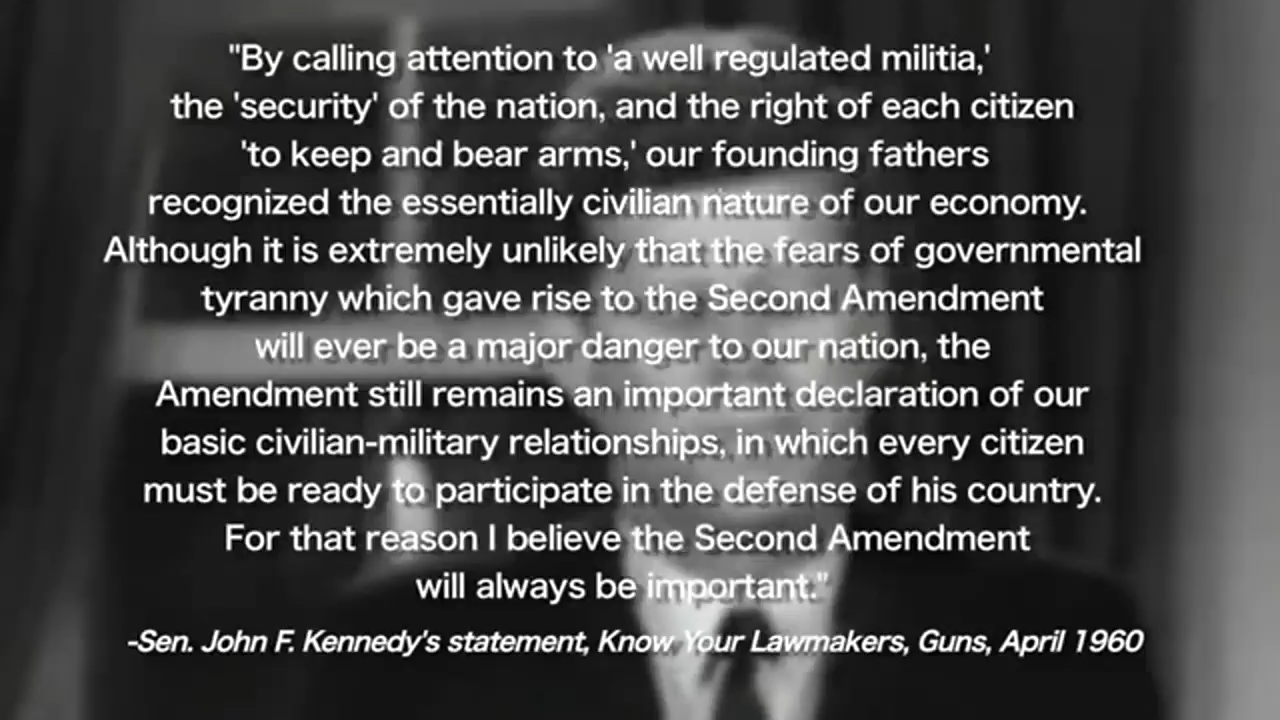 "By calling attention to 'a well regulated militia,'
the 'security' of the nation, and the right of each citizen
'to keep and bear arms,' our founding fathers
recognized the essentially civilian nature of our economy.
Although it is extremely unlikely that the fears of governmental
tyranny which gave rise to the Second Amendment
will ever be a major danger to our nation, the
Amendment still remains an important declaration of our
basic civilian-military relationships, in which every citizen
must be ready to participate in the defense of his country.
For that reason I believe the Second Amendment
will always be important."
-Sen. John F. Kennedy's statement, Know Your Lawmakers, Guns, April 1960